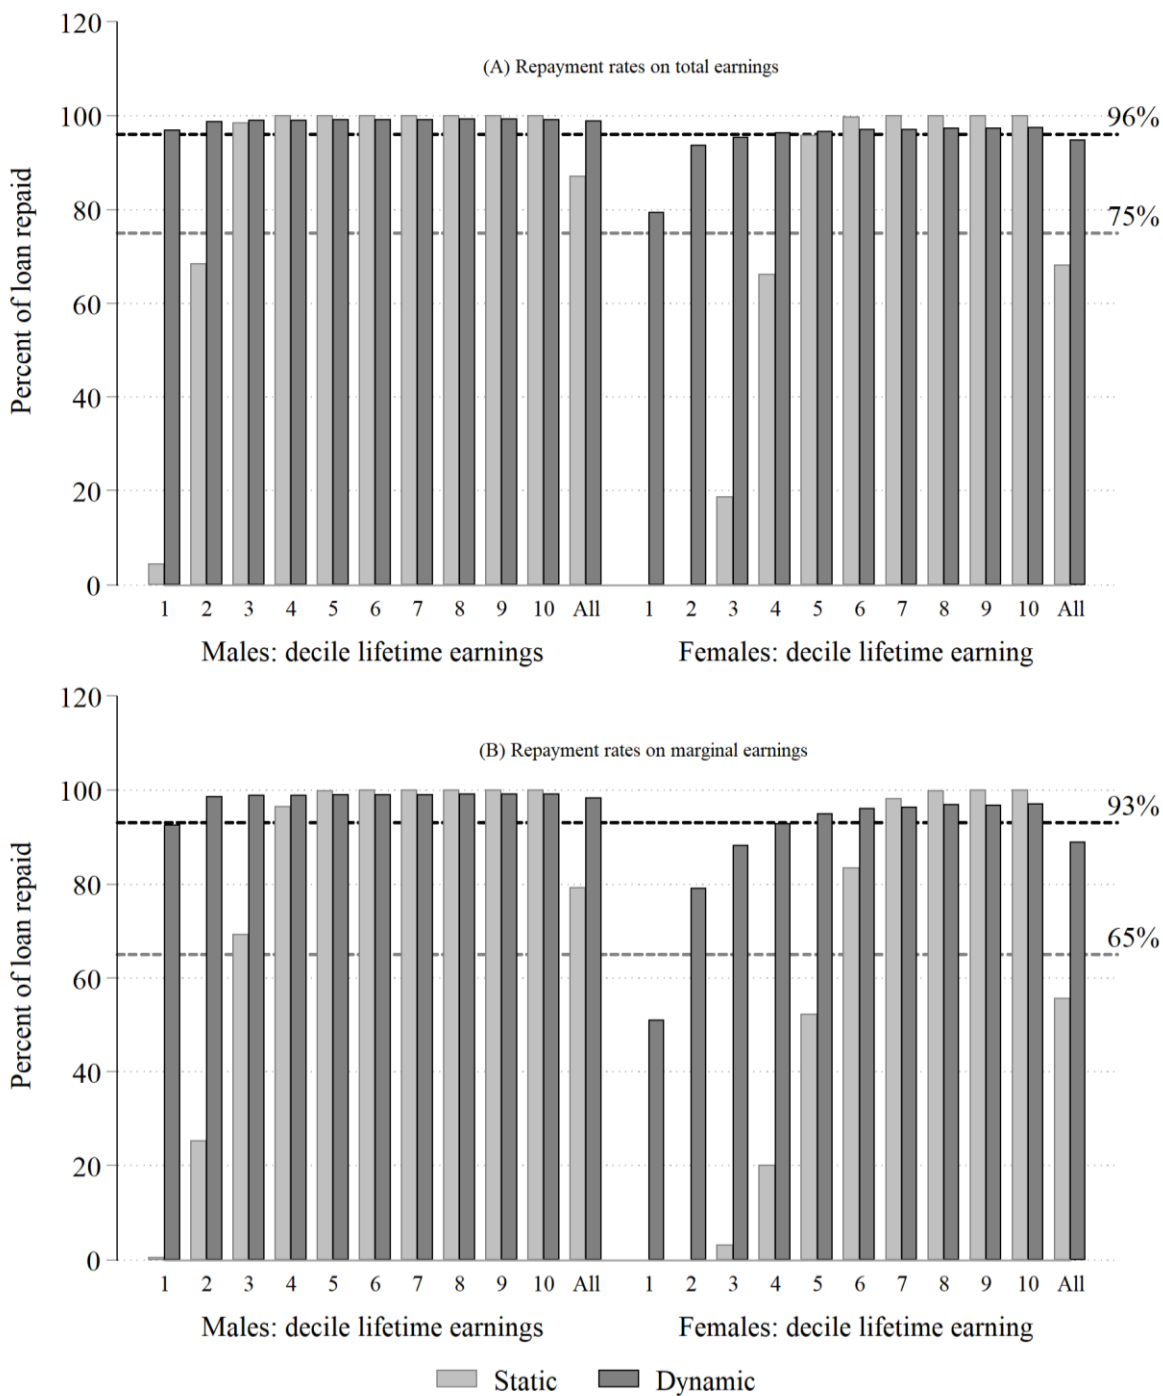 (A) Repayment rates on total earnings
Percent of loan repaid
120
100
80
60
40
20
0
96%
75%
1 2 3 4 5 6 7 8 9 10 All 1 2 3 4 5 6 7 8 9 10 All
Males: decile lifetime earnings Females: decile lifetime earning
(B) Repayment rates on marginal earnings
Percent of loan repaid
120
100
80
60
40
20
0
93%
65%
1 2 3 4 5 6 7 8 9 10 All 1 2 3 4 5 6 7 8 9 10 All
Males: decile lifetime earnings Females: decile lifetime earning
Static Dynamic